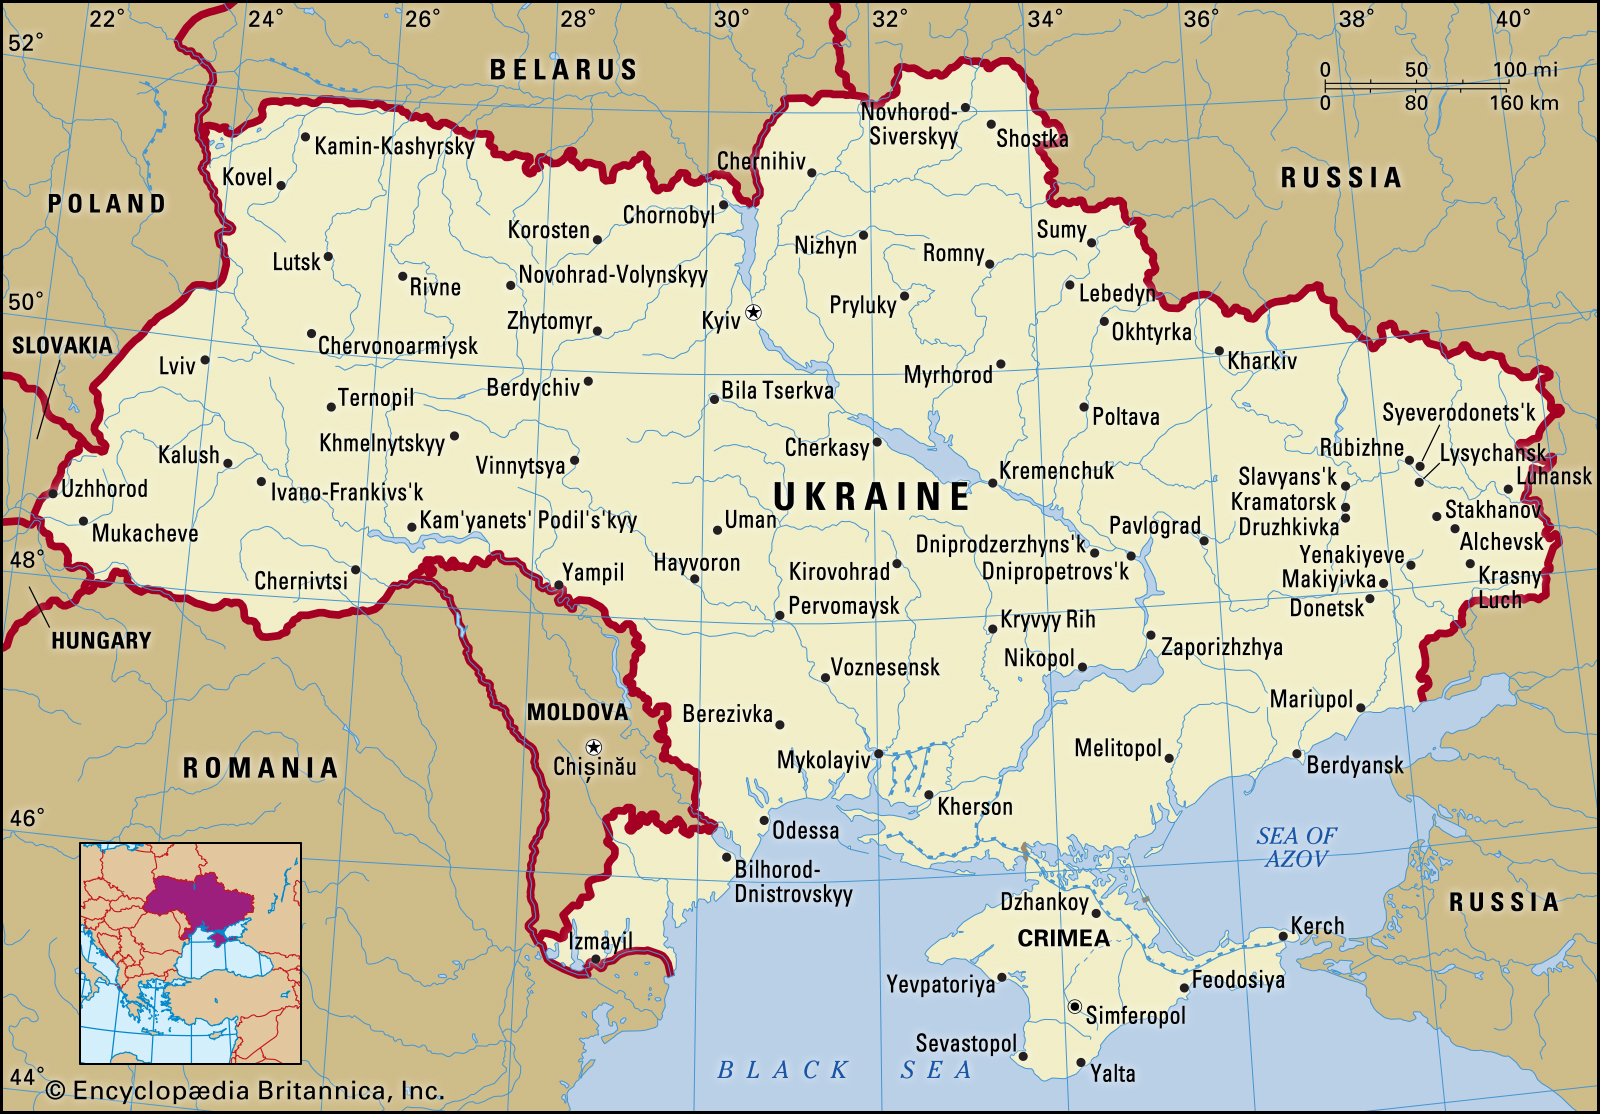 22°
24°
26°
28°
30°
32°
34°
36°
38°
40°
52°
BELARUS
0 50 100 mi
0 80 160 km
Novhorod-
Siverskyy
Shostka
Kamin-Kashyrsky
Chernihiv
Kovel
RUSSIA
POLAND
Chornobyl
Korosten
Nizhyn
Sumy
Romny
Lutsk
Rivne
Novohrad-Volynskyy
Lebedyn
50°
Pryluky
Kyiv
Zhytomyr
Okhtyrka
SLOVAKIA
Chervonoarmiysk
Kharkiv
Lviv
Myrhorod
Berdychiv
Bila Tserkva
Ternopil
Syeverodonets'k
Poltava
Khmelnytskyy
Cherkasy
Rubizhne
Lysychansk
Kalush
Vinnytsya
Kremenchuk
Slavyans'k
Luhansk
Uzhhorod
Ivano-Frankivs'k
UKRAINE
Kramatorsk
Stakhanov
Kam'yanets' Podil's'kyy
Uman
Pavlograd
Druzhkivka
Mukacheve
Dniprodzerzhyns'k
Alchevsk
48°
Hayvoron
Yenakiyeve
Chernivtsi
Yampil
Kirovohrad
Dnipropetrovs'k
Makiyivka
Krasny
Luch
Pervomaysk
Donetsk
Kryvyy Rih
HUNGARY
Zaporizhzhya
Voznesensk
Nikopol
Mariupol
MOLDOVA
Berezivka
Melitopol
Chișinău
Mykolayiv
Berdyansk
ROMANIA
Kherson
46°
Odessa
SEA OF
AZOV
Bilhorod-
Dnistrovskyy
Dzhankoy
RUSSIA
Kerch
CRIMEA
Izmayil
Yevpatoriya
Feodosiya
Simferopol
Sevastopol
BLACK SEA
Yalta
44°
© Encyclopædia Britannica, Inc.